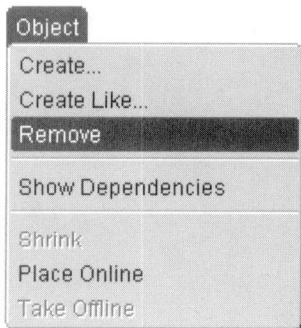 Object
Create...
Create Like...
Remove
Show Dependencies
Shrink
Place Online
Take Offline